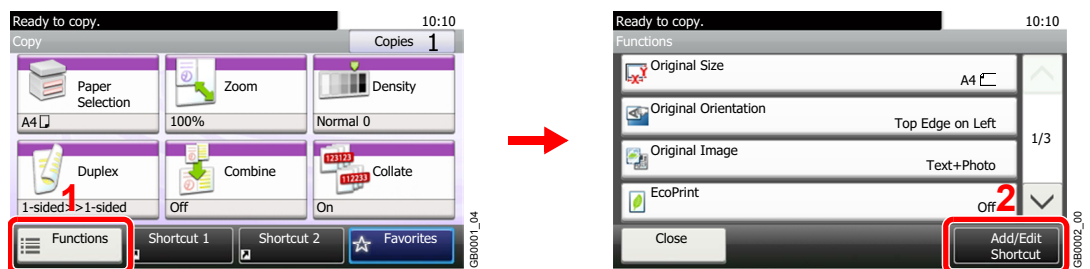 Ready to copy.
10:10
Copy
Copies 1
Paper
Selection
A4
Zoom
100%
Density
Normal 0
Duplex
1-sided>>1-sided
Combine
Off
123123
112233
Collate
On
1
Functions
Shortcut 1
Shortcut 2
Favorites
GB0001_04
Ready to copy.
10:10
Functions
Original Size
A4
Original Orientation
Top Edge on Left
Original Image
Text+Photo
EcoPrint
Off
1/3
2
Close
Add/Edit
Shortcut
GB0002_00